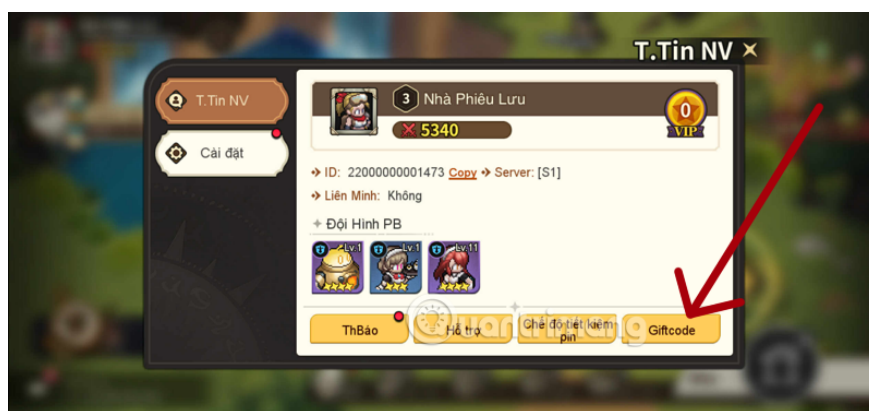 T.Tin NV
T.Tin NV
Cài đặt
3 Nhà Phiêu Lưu
5340
0
VIP
ID: 22000000001473 Copy Server: [S1]
Liên Minh: Không
Đội Hình PB
Lv.1 Lv.1 Lv.11
ThBáo
Hỗ trợ
Chế độ tiết kiệm
pin
Giftcode
Quantrimang